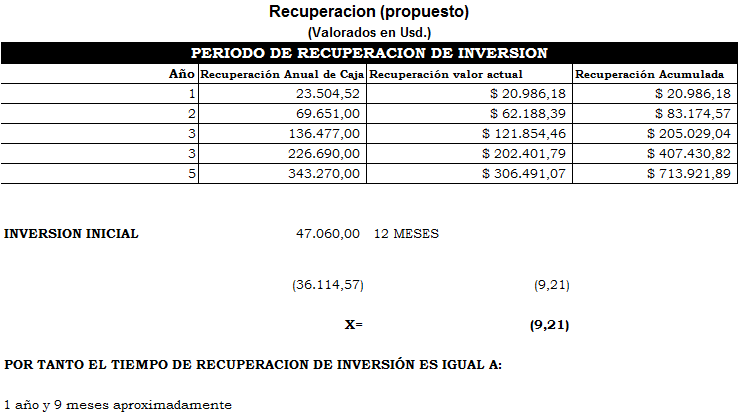 Recuperacion (propuesto)
(Valorados en Usd.)
PERIODO DE RECUPERACION DE INVERSION
Año Recuperación Anual de Caja Recuperación valor actual Recuperación Acumulada
1 23.504,52 $ 20.986,18 $ 20.986,18
2 69.651,00 $ 62.188,39 $ 83.174,57
3 136.477,00 $ 121.854,46 $ 205.029,04
3 226.690,00 $ 202.401,79 $ 407.430,82
5 343.270,00 $ 306.491,07 $ 713.921,89
INVERSION INICIAL 47.060,00 12 MESES
(36.114,57) (9,21)
X= (9,21)
POR TANTO EL TIEMPO DE RECUPERACION DE INVERSIÓN ES IGUAL A:
1 año y 9 meses aproximadamente